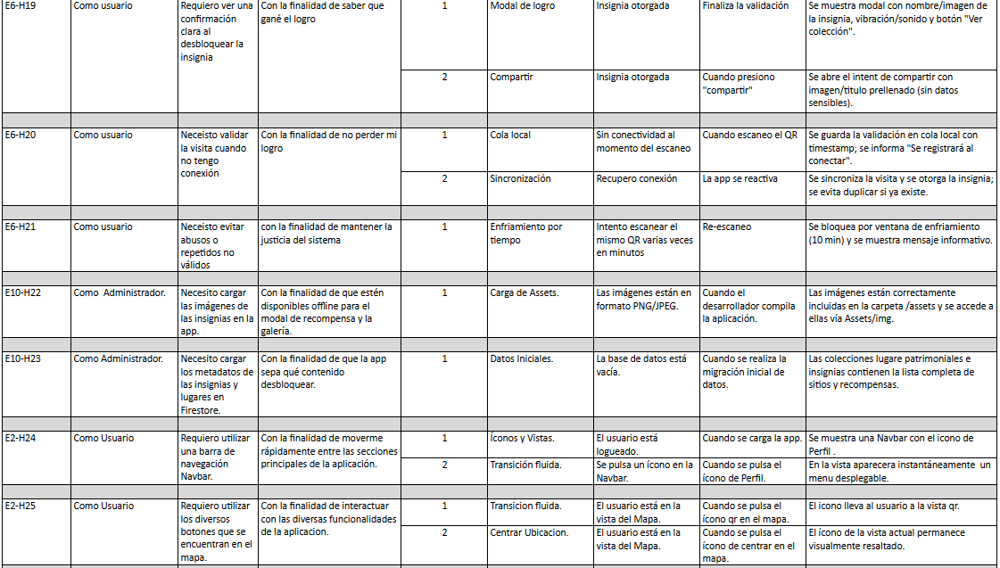 E6-H19
Como usuario
Requiero ver una
confirmación
clara al
desbloquear la
insignia
Con la finalidad de saber que
gané el logro
1
Modal de logro
Insignia otorgada
Finaliza la validación
Se muestra modal con nombre/imagen de
la insignia, vibración/sonido y botón "Ver
colección".
2
Compartir
Insignia otorgada
Cuando presiono
"compartir"
Se abre el intent de compartir con
imagen/titulo prellenado (sin datos
sensibles).
E6-H20
Como usuario
Neceisto validar
la visita cuando
no tengo
conexión
Con la finalidad de no perder mi
logro
1
Cola local
Sin conectividad al
momento del escaneo
Cuando escaneo el QR
Se guarda la validación en cola local con
timestamp; se informa "Se registrará al
conectar".
2
Sincronización
Recupero conexión
La app se reactiva
Se sincroniza la visita y se otorga la insignia;
se evita duplicar si ya existe.
E6-H21
Como usuario
Neceisto evitar
abusos o
repetidos no
válidos
con la finalidad de mantener la
justicia del sistema
1
Enfriamiento por
tiempo
Intento escanear el
mismo QR varias veces
en minutos
Re-escaneo
Se bloquea por ventana de enfriamiento
(10 min) y se muestra mensaje informativo.
E10-H22
Como  Administrador.
Necesito cargar
las imágenes de
las insignias en la
app.
Con la finalidad de que estén
disponibles offline para el
modal de recompensa y la
galería.
1
Carga de Assets.
Las imágenes están en
formato PNG/JPEG.
Cuando el
desarrollador compila
la aplicación.
Las imágenes están correctamente
incluidas en la carpeta /assets y se accede a
ellas vía Assets/img.
E10-H23
Como Administrador.
Necesito cargar
los metadatos de
las insignias y
lugares en
Firestore.
Con la finalidad de que la app
sepa qué contenido
desbloquear.
1
Datos Iniciales.
La base de datos está
vacía.
Cuando se realiza la
migración inicial de
datos.
Las colecciones lugare patrimoniales e
insignias contienen la lista completa de
sitios y recompensas.
E2-H24
Como Usuario
Requiero utilizar
una barra de
navegación
Navbar.
Con la finalidad de moverme
rápidamente entre las secciones
principales de la aplicación.
1
Íconos y Vistas.
El usuario está
logueado.
Cuando se carga la app.
Se muestra una Navbar con el icono de
Perfil .
2
Transición fluida.
Se pulsa un ícono en la
Navbar.
Cuando se pulsa el
ícono de Perfil.
En la vista aparecera instantáneamente  un
menu desplegable.
E2-H25
Como Usuario
Requiero utilizar
los diversos
botones que se
encuentran en el
mapa.
Con la finalidad de interactuar
con las diversas funcionalidades
de la aplicacion.
1
Transicion fluida.
El usuario está en la
vista del Mapa.
Cuando se pulsa el
ícono qr en el mapa.
El icono lleva al usuario a la vista qr.
2
Centrar Ubicacion.
El usuario está en la
vista del Mapa.
Cuando se pulsa el
ícono de centrar en el
mapa.
El ícono de la vista actual permanece
visualmente resaltado.